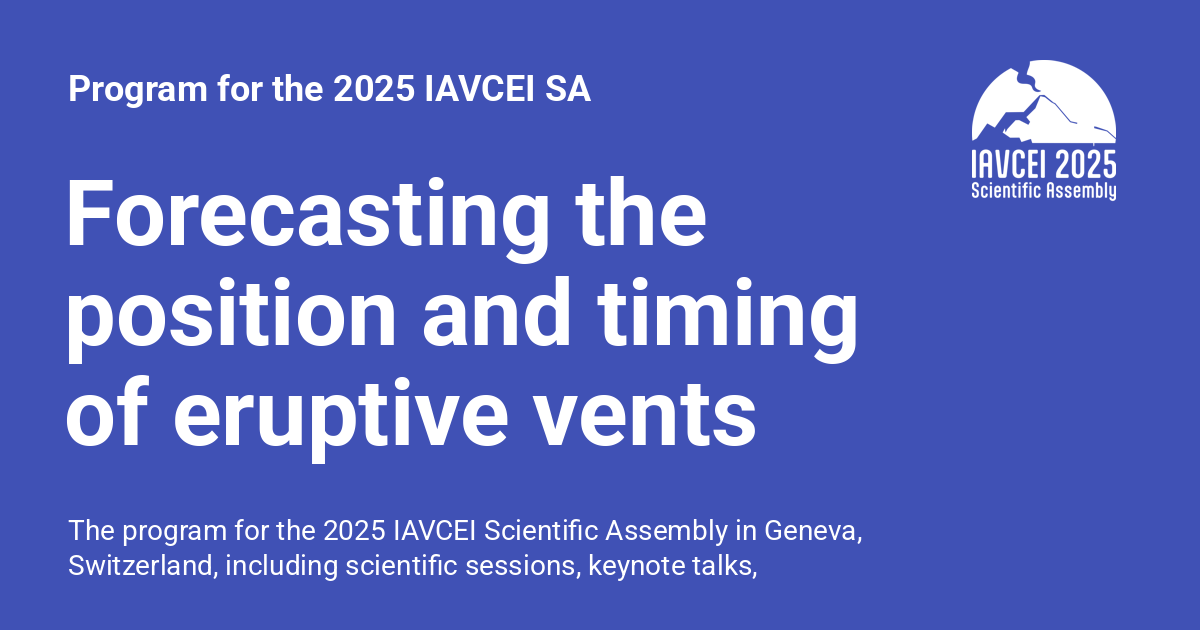 Program for the 2025 IAVCEI SA
IAVCEI 2025
Scientific Assembly
Forecasting the
position and timing
of eruptive vents
The program for the 2025 IAVCEI Scientific Assembly in Geneva,
Switzerland, including scientific sessions, keynote talks,